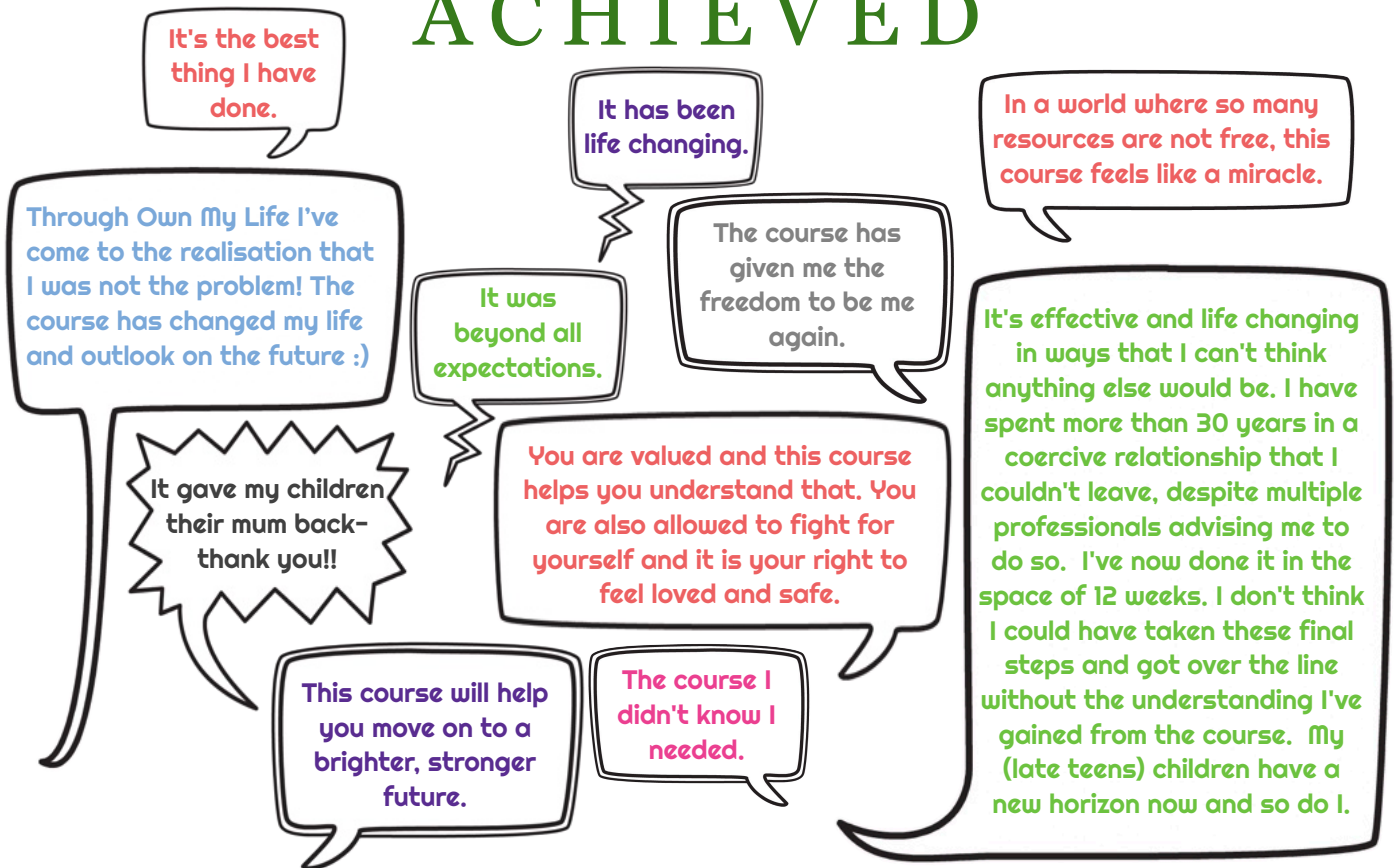 ACHIEVED
It's the best
thing I have
done.
It has been
life changing.
In a world where so many
resources are not free, this
course feels like a miracle.
Through Own My Life I've
come to the realisation that
I was not the problem! The
course has changed my life
and outlook on the future :)
The course has
given me the
freedom to be me
again.
It was
beyond all
expectations.
It's effective and life changing
in ways that I can't think
anything else would be. I have
spent more than 30 years in a
coercive relationship that I
couldn't leave, despite multiple
professionals advising me to
do so.  I've now done it in the
space of 12 weeks. I don't think
I could have taken these final
steps and got over the line
without the understanding I've
gained from the course.  My
(late teens) children have a
new horizon now and so do I.
It gave my children
their mum back-
thank you!!
You are valued and this course
helps you understand that. You
are also allowed to fight for
yourself and it is your right to
feel loved and safe.
This course will help
you move on to a
brighter, stronger
future.
The course I
didn't know I
needed.